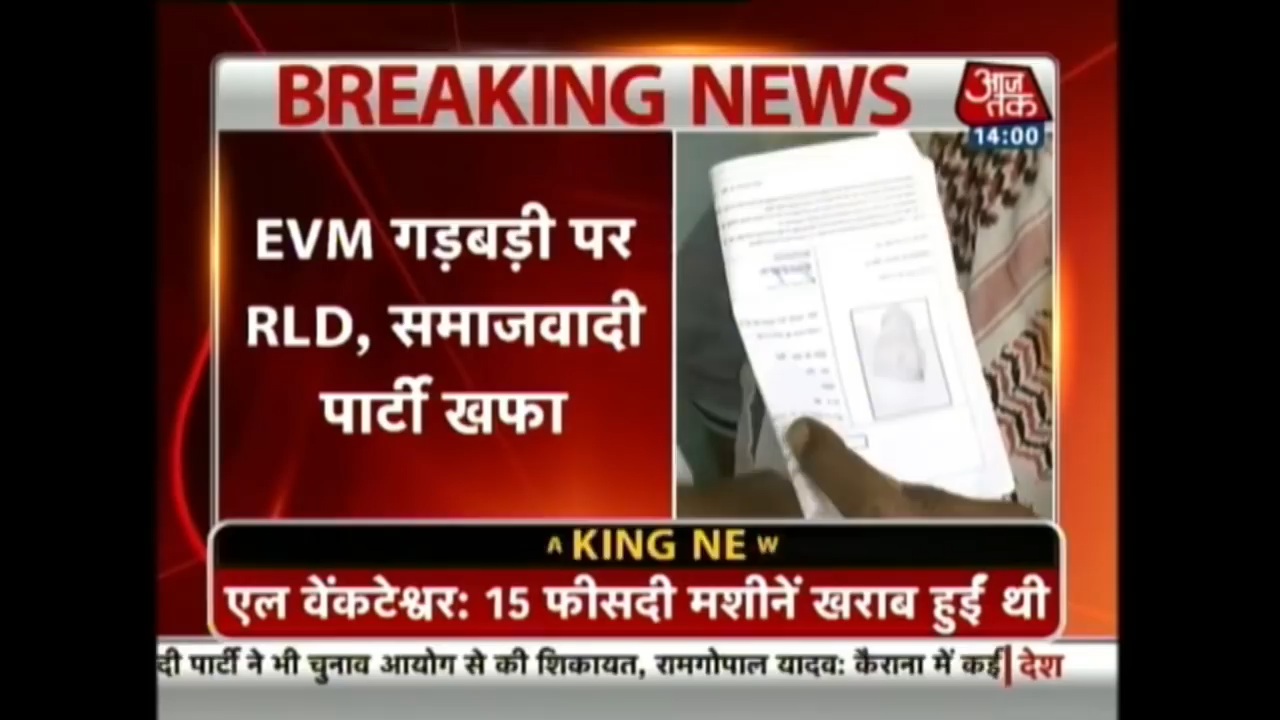 BREAKING NEWS
आज
तक
14:00
EVM गड़बड़ी पर
RLD, समाजवादी
पार्टी खफा
A KING NE W
एल वेंकटेश्वर: 15 फीसदी मशीनें खराब हुईं थी
दी पार्टी ने भी चुनाव आयोग से की शिकायत, रामगोपाल यादव: कैराना में कई
देश